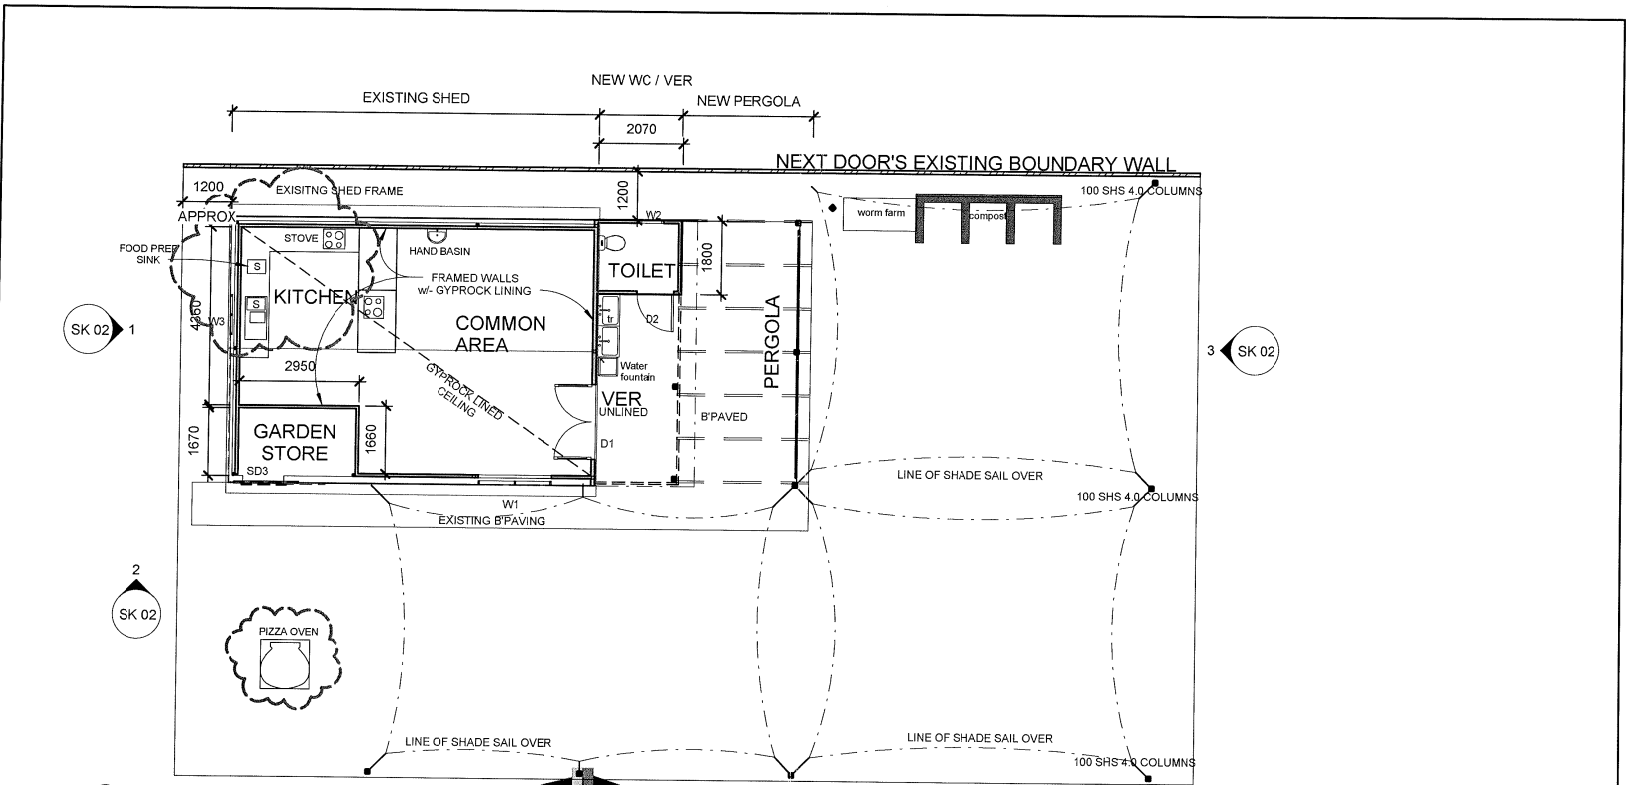 NEW WC / VER
EXISTING SHED
NEW PERGOLA
2070
NEXT DOOR'S EXISTING BOUNDARY WALL
1200
APPROX
EXISITNG SHED FRAME
1200
W2
100 SHS 4.0 COLUMNS
worm farm
compost
STOVE
HAND BASIN
FOOD PREP
SINK
S
TOILET
1800
FRAMED WALLS
w/- GYPROCK LINING
KITCHEN
S
4350
W3
COMMON
AREA
tr
D2
PERGOLA
SK 02
1
3
SK 02
2950
Water
fountain
GYPROCK LINED
CEILING
VER
UNLINED
B'PAVED
1670
GARDEN
STORE
1660
D1
SD3
LINE OF SHADE SAIL OVER
100 SHS 4.0 COLUMNS
W1
EXISTING B'PAVING
2
SK 02
PIZZA OVEN
LINE OF SHADE SAIL OVER
LINE OF SHADE SAIL OVER
100 SHS 4.0 COLUMNS